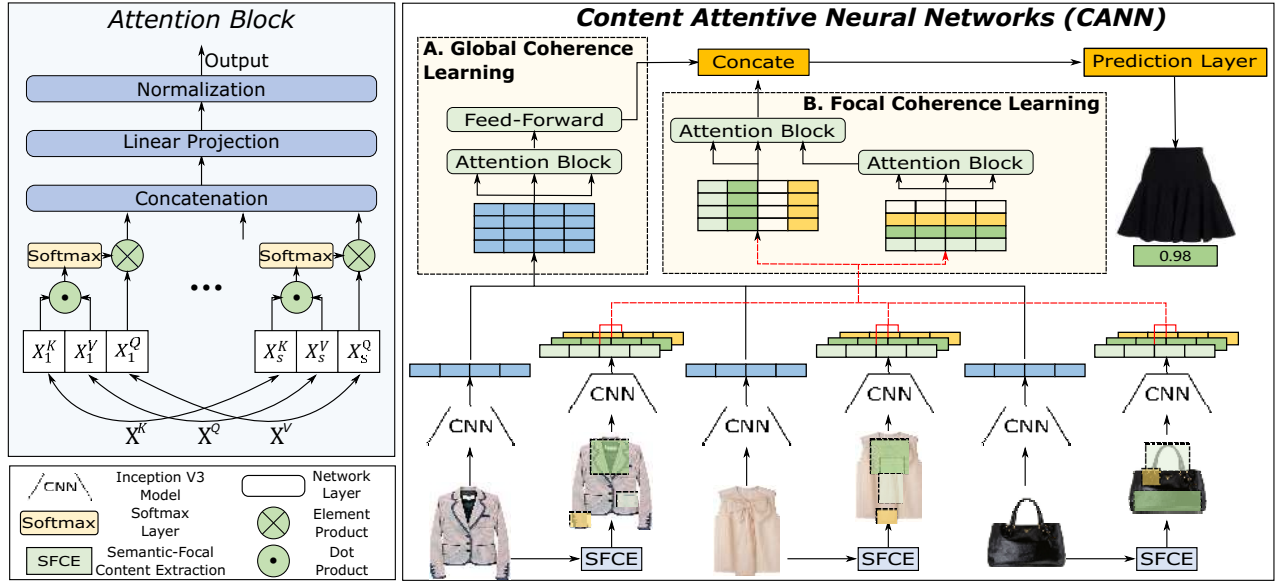 Attention Block
Output
Normalization
Linear Projection
Concatenation
Softmax
Softmax
X_1^K X_1^V X_1^Q
X_s^K X_s^V X_s^Q
X^K X^Q X^V
CNN
Inception V3
Model
Network
Layer
Softmax
Softmax
Layer
Element
Product
SFCE
Semantic-Focal
Content Extraction
Dot
Product
Content Attentive Neural Networks (CANN)
A. Global Coherence
Learning
Concate
Prediction Layer
B. Focal Coherence Learning
Feed-Forward
Attention Block
Attention Block
Attention Block
0.98
CNN
CNN
CNN
CNN
CNN
CNN
SFCE
SFCE
SFCE